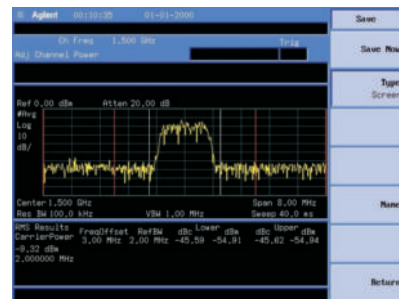 Agilent 00:10:35 01-01-2000
Save
Ch Freq 1.500 GHz Trig
Adj Channel Power
Save Now
Type
Screen
Ref 0.00 dBm Atten 20.00 dB
#Avg
Log
10
dB/
Center 1.500 GHz Span 8.00 MHz
Res BW 100.0 kHz VBW 1.00 MHz Sweep 40.0 ms
Name
RMS Results FreqOffset RefBW dBc Lower dBm dBc Upper dBm
CarrierPower 3.00 MHz 2.00 MHz -45.59 -54.91 -45.62 -54.94
-9.32 dBm
2.000000 MHz
Return